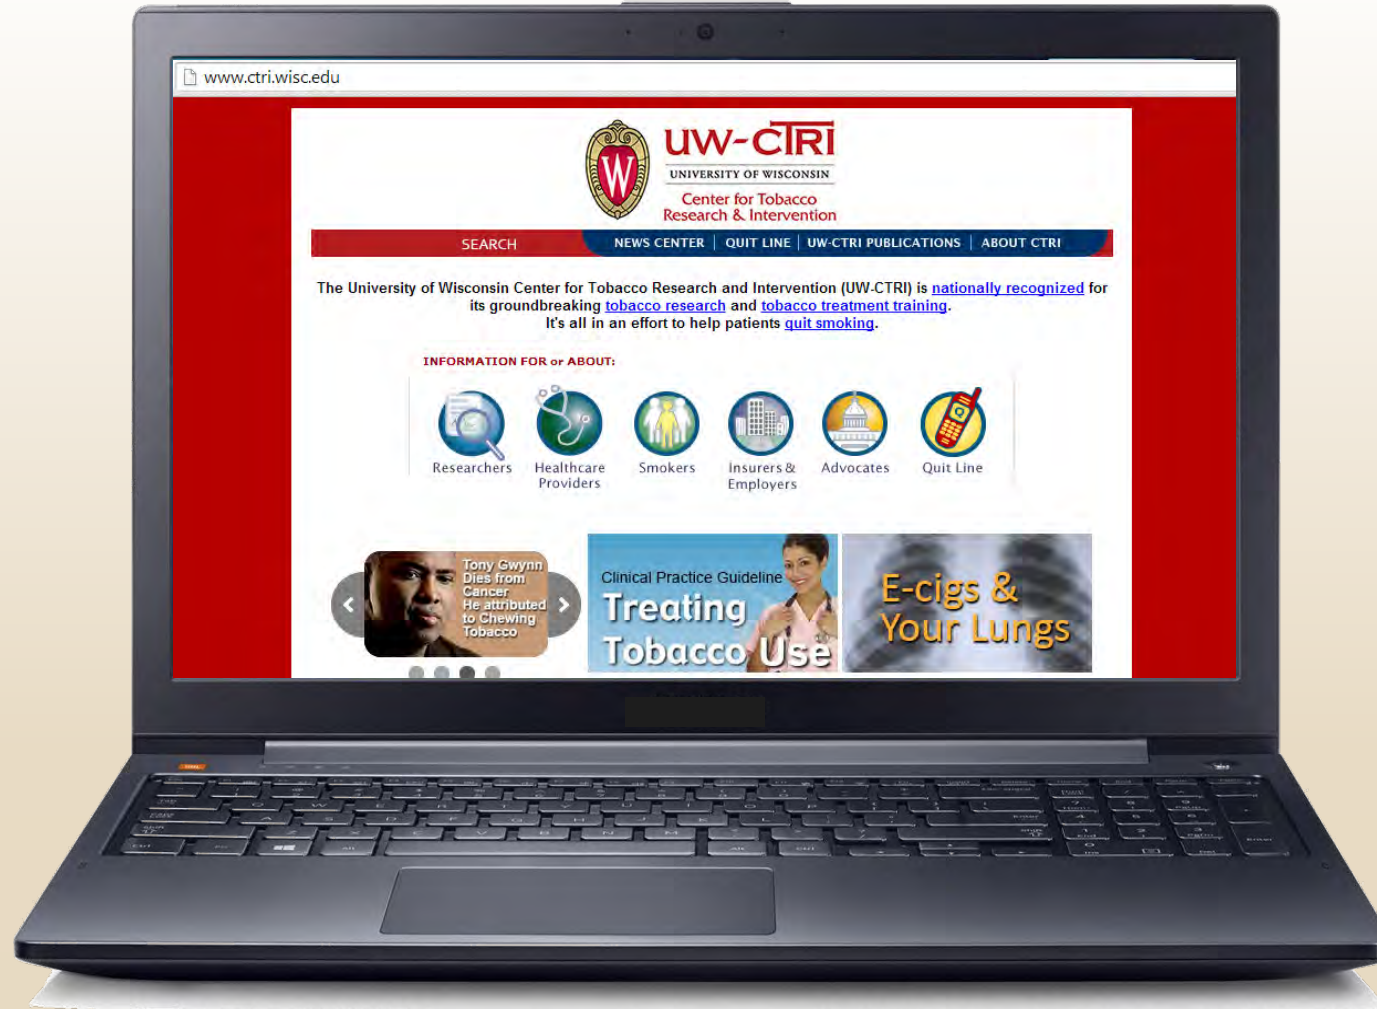 www.ctri.wisc.edu
W
UW-CTRI
UNIVERSITY OF WISCONSIN
Center for Tobacco
Research & Intervention
SEARCH
NEWS CENTER | QUIT LINE | UW-CTRI PUBLICATIONS | ABOUT CTRI
The University of Wisconsin Center for Tobacco Research and Intervention (UW-CTRI) is nationally recognized for
its groundbreaking tobacco research and tobacco treatment training.
It's all in an effort to help patients quit smoking.
INFORMATION FOR or ABOUT:
Researchers
Healthcare
Providers
Smokers
Insurers &
Employers
Advocates
Q
Quit Line
Tony Gwynn
Dies from
Cancer
He attributed
to Chewing
Tobacco
Clinical Practice Guideline
Treating
Tobacco Use
E-cigs &
Your Lungs